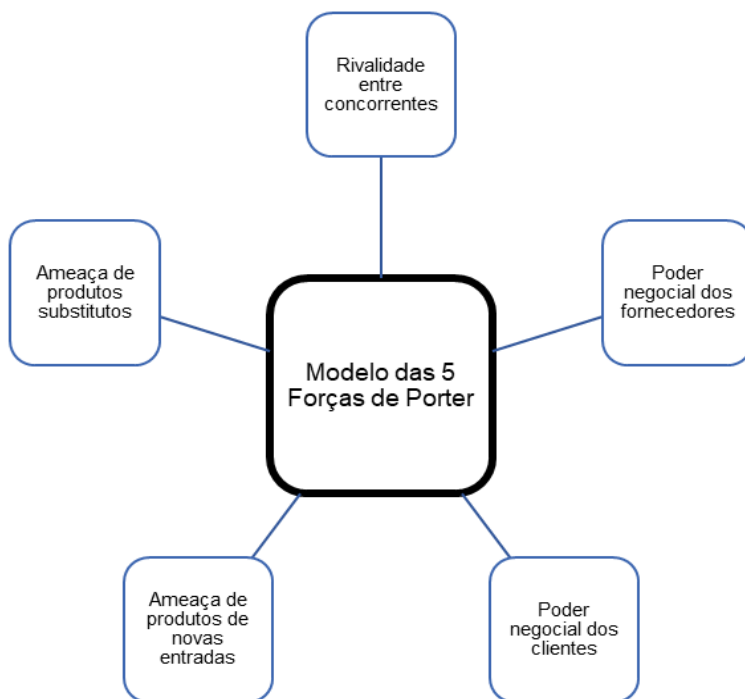 Rivalidade
entre
concorrentes
Ameaça de
produtos
substitutos
Poder
negocial dos
fornecedores
Modelo das 5
Forças de Porter
Ameaça de
produtos de
novas
entradas
Poder
negocial dos
clientes